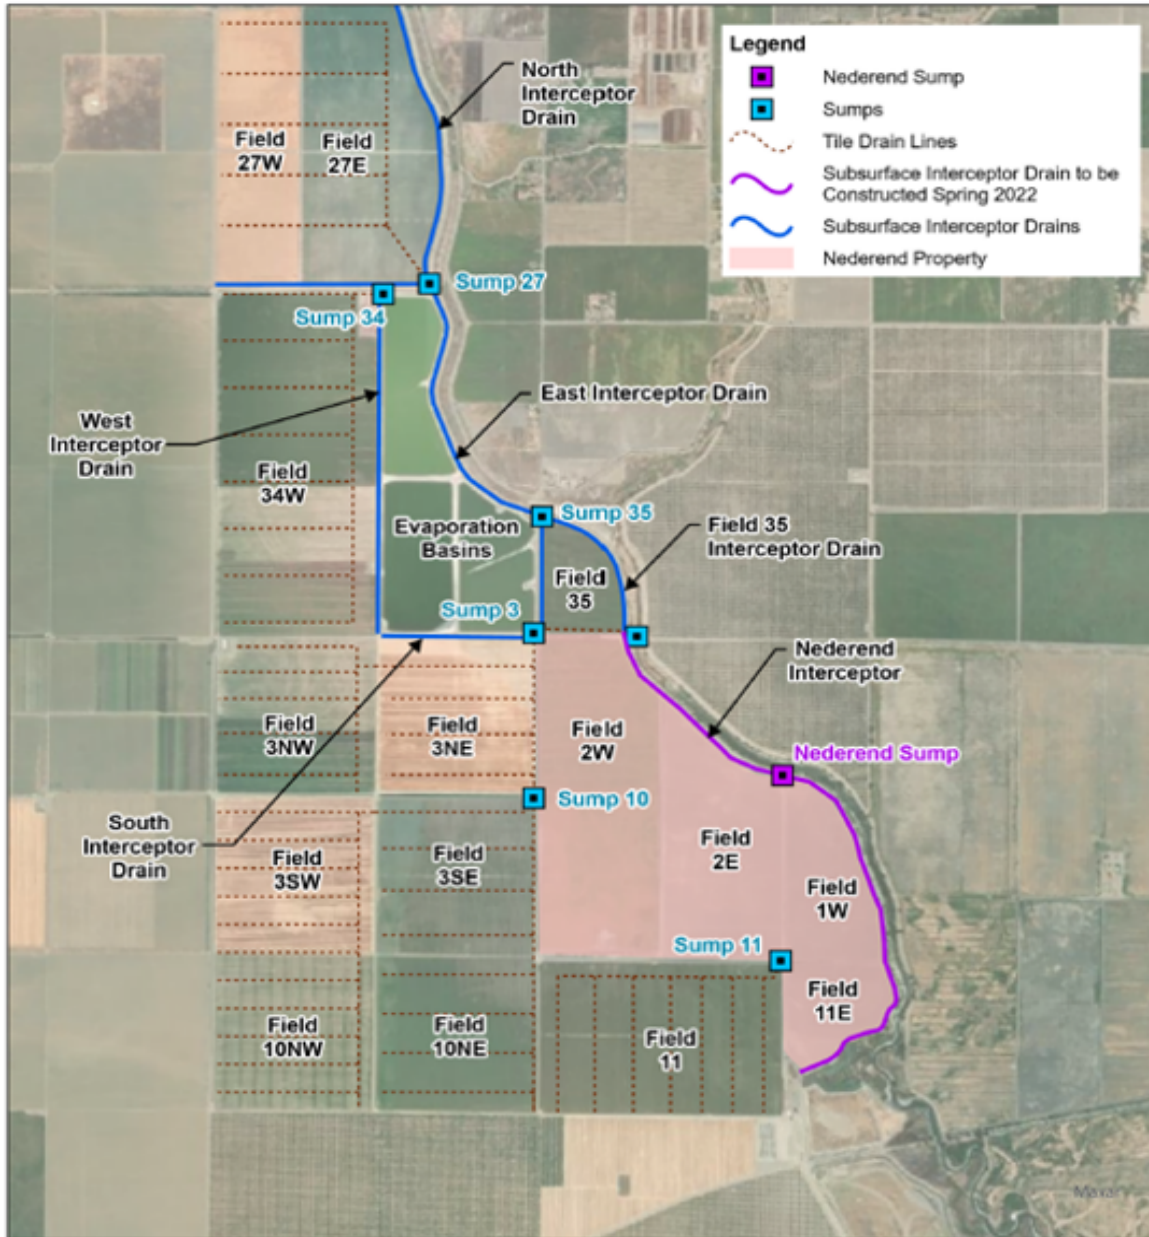 Legend
Nederend Sump
Sumps
Tile Drain Lines
Subsurface Interceptor Drain to be
Constructed Spring 2022
Subsurface Interceptor Drains
Nederend Property
North
Interceptor
Drain
Field
27W
Field
27E
Sump 27
Sump 34
East Interceptor Drain
West
Interceptor
Drain
Field
34W
Evaporation
Basins
Sump 35
Field 35
Interceptor Drain
Field
35
Sump 3
Nederend
Interceptor
Field
3NW
Field
3NE
Field
2W
Nederend Sump
Sump 10
South
Interceptor
Drain
Field
3SW
Field
3SE
Field
2E
Field
1W
Sump 11
Field
11E
Field
10NW
Field
10NE
Field
11
Maxar